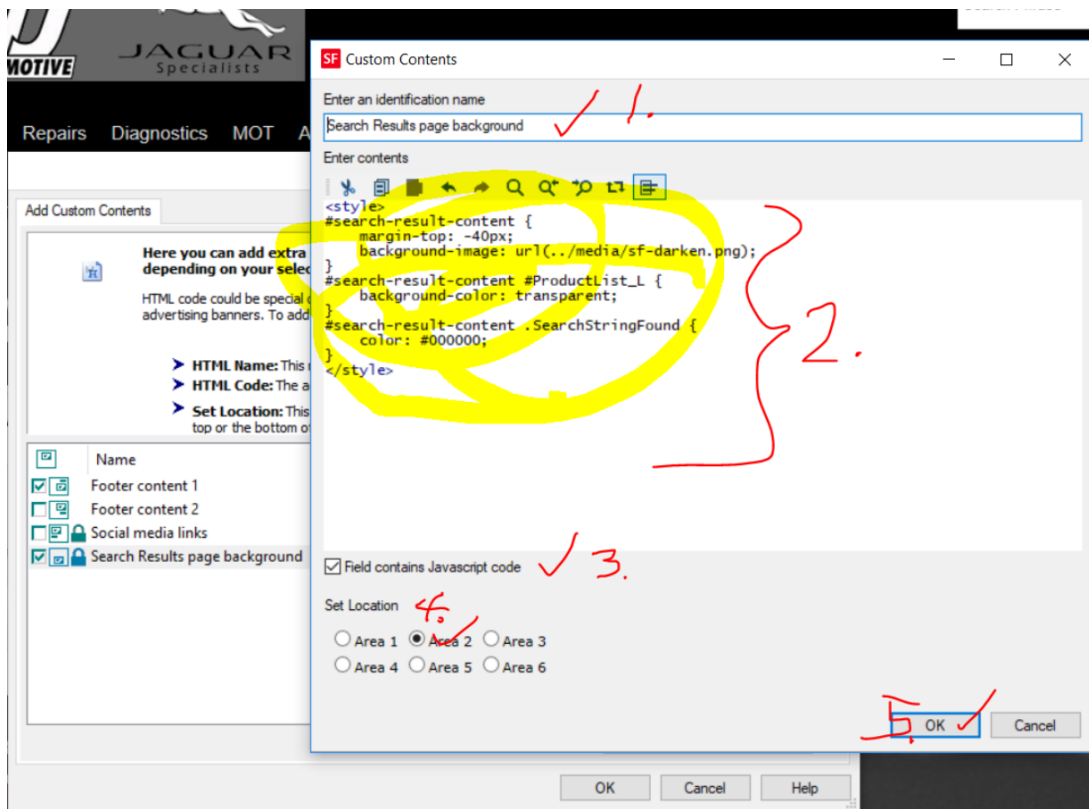 MOTIVE
JAGUAR
Specialists
Repairs Diagnostics MOT A
Add Custom Contents
Here you can add extra
depending on your selec
HTML code could be special
advertising banners. To add
HTML Name: This
HTML Code: The a
Set Location: This
top or the bottom o
Name
Footer content 1
Footer content 2
Social media links
Search Results page background
OK Cancel Help
SF Custom Contents
Enter an identification name
1.
Search Results page background
Enter contents
<style>
#search-result-content {
margin-top: -40px;
background-image: url(../media/sf-darken.png);
}
#search-result-content #ProductList_L {
background-color: transparent;
}
#search-result-content .SearchStringFound {
color: #000000;
}
</style>
2.
Field contains Javascript code 3.
Set Location 4.
Area 1 Area 2 Area 3
Area 4 Area 5 Area 6
5. OK Cancel